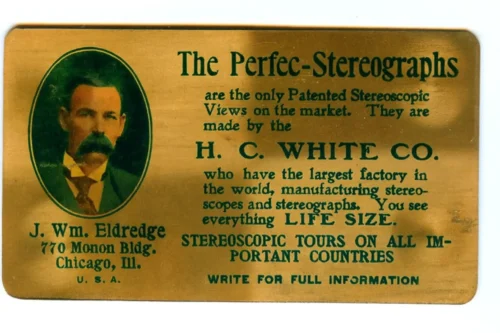 The Perfec-Stereographs
are the only Patented Stereoscopic
Views on the market. They are
made by the
H. C. WHITE CO.
who have the largest factory in
the world, manufacturing stereo-
scopes and stereographs. You see
everything LIFE SIZE.
STEREOSCOPIC TOURS ON ALL IM-
PORTANT COUNTRIES
WRITE FOR FULL INFORMATION
J. Wm. Eldredge
770 Monon Bldg.
Chicago, Ill.
U. S. A.